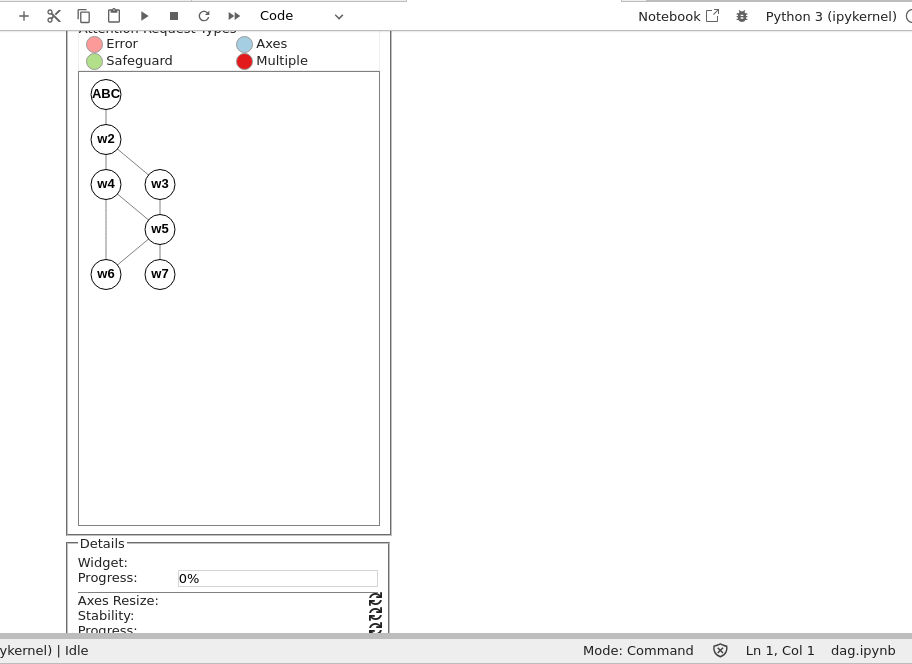 Code
Notebook
Python 3 (ipykernel)
Attention Request Types
Error
Axes
Safeguard
Multiple
ABC
w2
w4
w3
w5
w6
w7
Details
Widget:
Progress:
0%
Axes Resize:
Stability:
Progress:
ykernel) | Idle
Mode: Command
Ln 1, Col 1
dag.ipynb